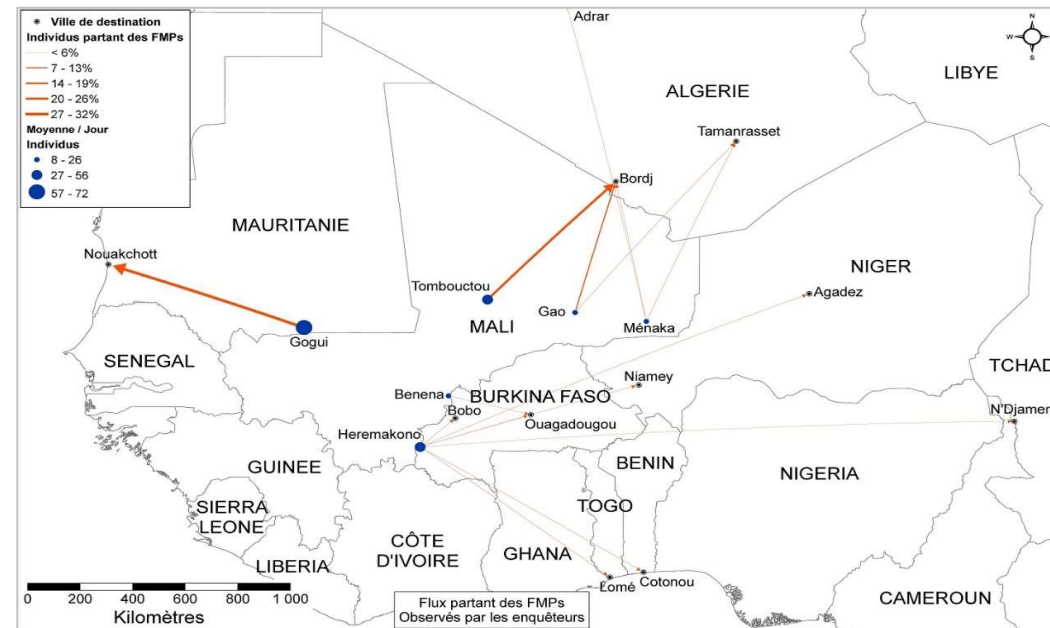 Ville de destination
Individus partant des FMPs
< 6%
7 - 13%
14 - 19%
20 - 26%
27 - 32%
Moyenne / Jour
Individus
8 - 26
27 - 56
57 - 72
Adrar
N
W E
S
LIBYE
ALGERIE
Tamanrasset
Bordj
MAURITANIE
Nouakchott
NIGER
Tombouctou
Agadez
Gao
MALI
Ménaka
Gogui
SENEGAL
TCHAD
Niamey
Benena
BURKINA FASO
Bobo
N'Djamer
Ouagadougou
Heremakono
BENIN
GUINEE
NIGERIA
SIERRA
LEONE
TOGO
CÔTE
D'IVOIRE
GHANA
LIBERIA
Lomé
Cotonou
0 200 400 600 800 1 000
Kilomètres
Flux partant des FMPs
Observés par les enquêteurs
CAMEROUN